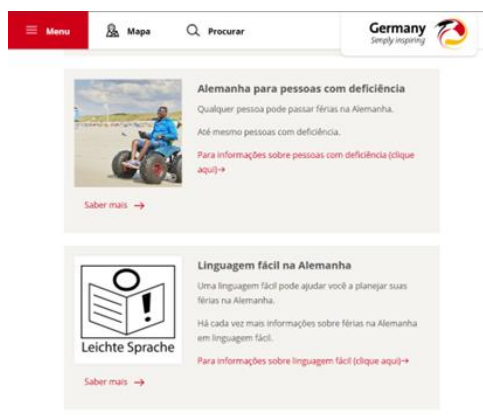 Menu
Mapa
Procurar
Germany
Simply inspiring
Alemanha para pessoas com deficiência
Qualquer pessoa pode passar férias na Alemanha.
Até mesmo pessoas com deficiência.
Para informações sobre pessoas com deficiência (clique
aqui)→
Saber mais →
Linguagem fácil na Alemanha
Uma linguagem fácil pode ajudar você a planejar suas
férias na Alemanha.
Há cada vez mais informações sobre férias na Alemanha
em linguagem fácil.
Para informações sobre linguagem fácil (clique aqui)→
Leichte Sprache
Saber mais →